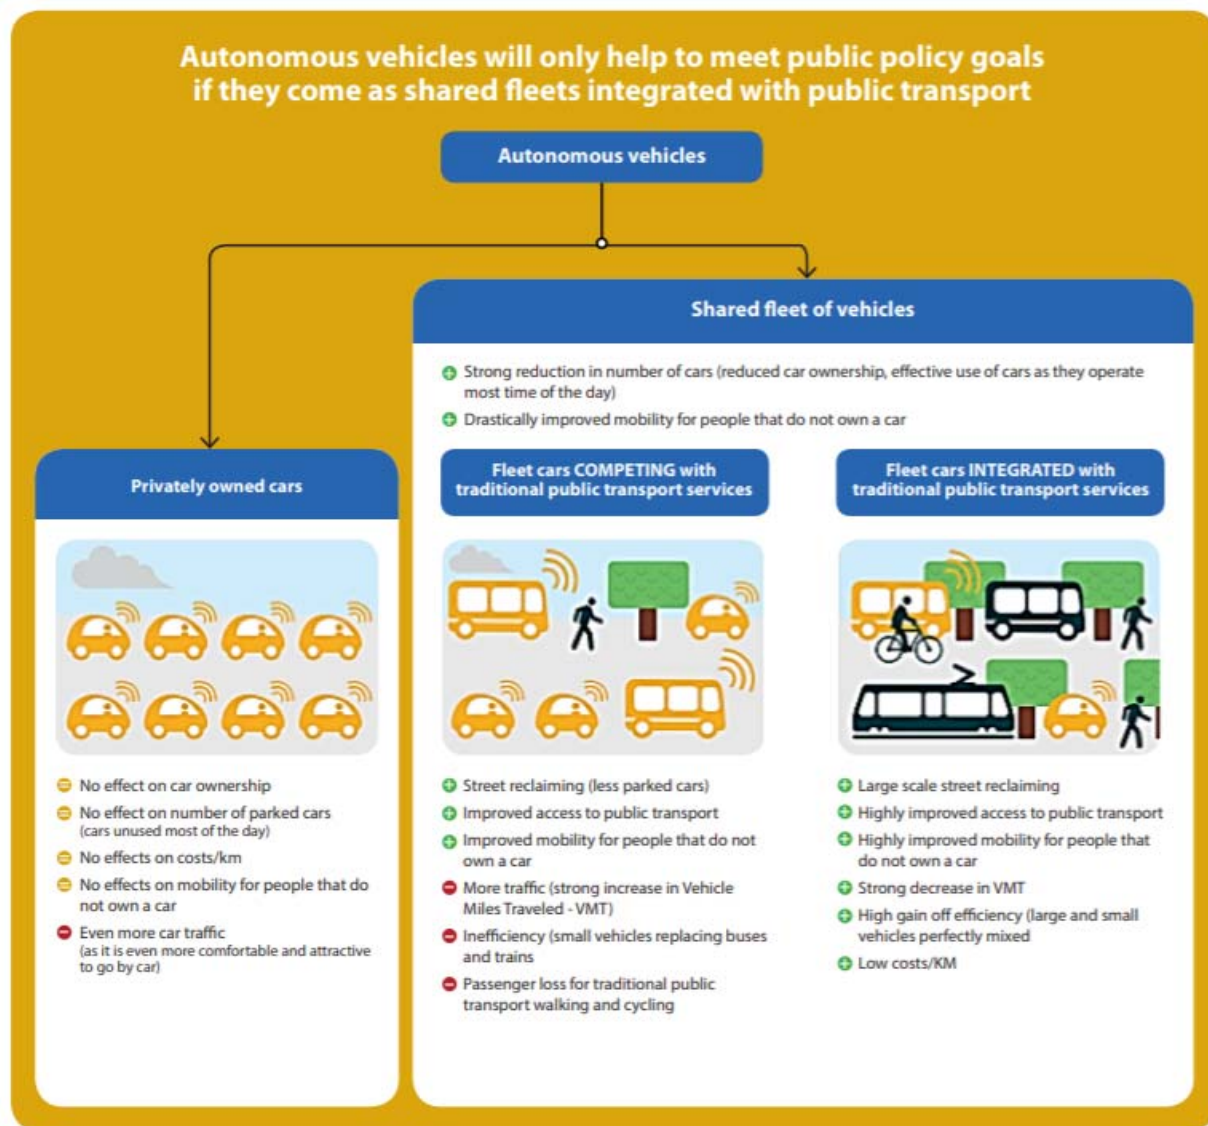 Autonomous vehicles will only help to meet public policy goals
if they come as shared fleets integrated with public transport
Autonomous vehicles
Shared fleet of vehicles
Strong reduction in number of cars (reduced car ownership, effective use of cars as they operate
most time of the day)
Drastically improved mobility for people that do not own a car
Privately owned cars
No effect on car ownership
No effect on number of parked cars
(cars unused most of the day)
No effects on costs/km
No effects on mobility for people that do
not own a car
Even more car traffic
(as it is even more comfortable and attractive
to go by car)
Fleet cars COMPETING with
traditional public transport services
Street reclaiming (less parked cars)
Improved access to public transport
Improved mobility for people that do not
own a car
More traffic (strong increase in Vehicle
Miles Traveled - VMT)
Inefficiency (small vehicles replacing buses
and trains
Passenger loss for traditional public
transport walking and cycling
Fleet cars INTEGRATED with
traditional public transport services
Large scale street reclaiming
Highly improved access to public transport
Highly improved mobility for people that
do not own a car
Strong decrease in VMT
High gain off efficiency (large and small
vehicles perfectly mixed
Low costs/KM